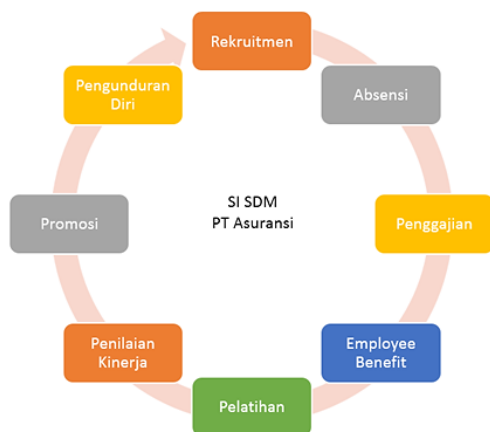 Rekruitmen
Absensi
Penggajian
Employee
Benefit
Pelatihan
Penilaian
Kinerja
Promosi
Pengunduran
Diri
SI SDM
PT Asuransi